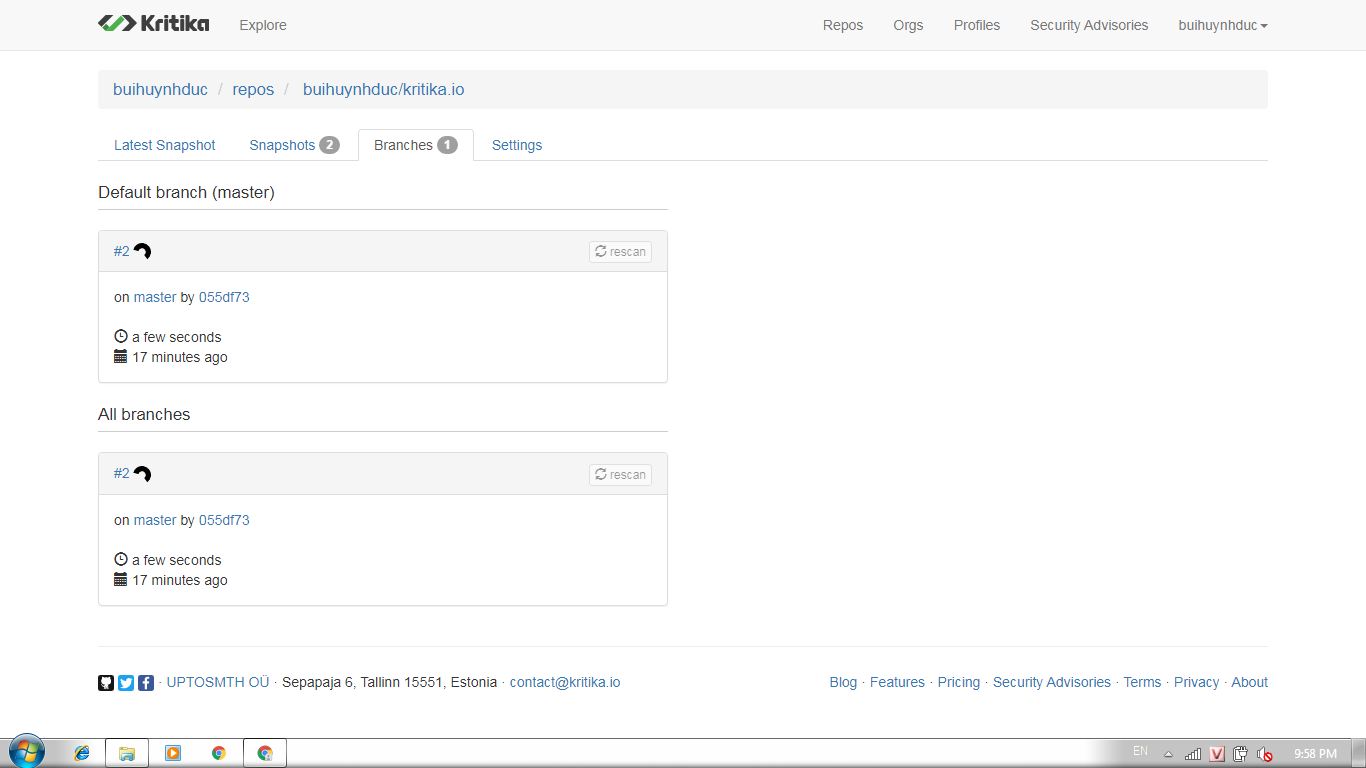 Kritika Explore Repos Orgs Profiles Security Advisories buihuynhduc
buihuynhduc / repos / buihuynhduc/kritika.io
Latest Snapshot Snapshots 2 Branches 1 Settings
Default branch (master)
#2 rescan
on master by 055df73
a few seconds
17 minutes ago
All branches
#2 rescan
on master by 055df73
a few seconds
17 minutes ago
· UPTOSMTH OÜ · Sepapaja 6, Tallinn 15551, Estonia · contact@kritika.io Blog · Features · Pricing · Security Advisories · Terms · Privacy · About
EN 9:58 PM